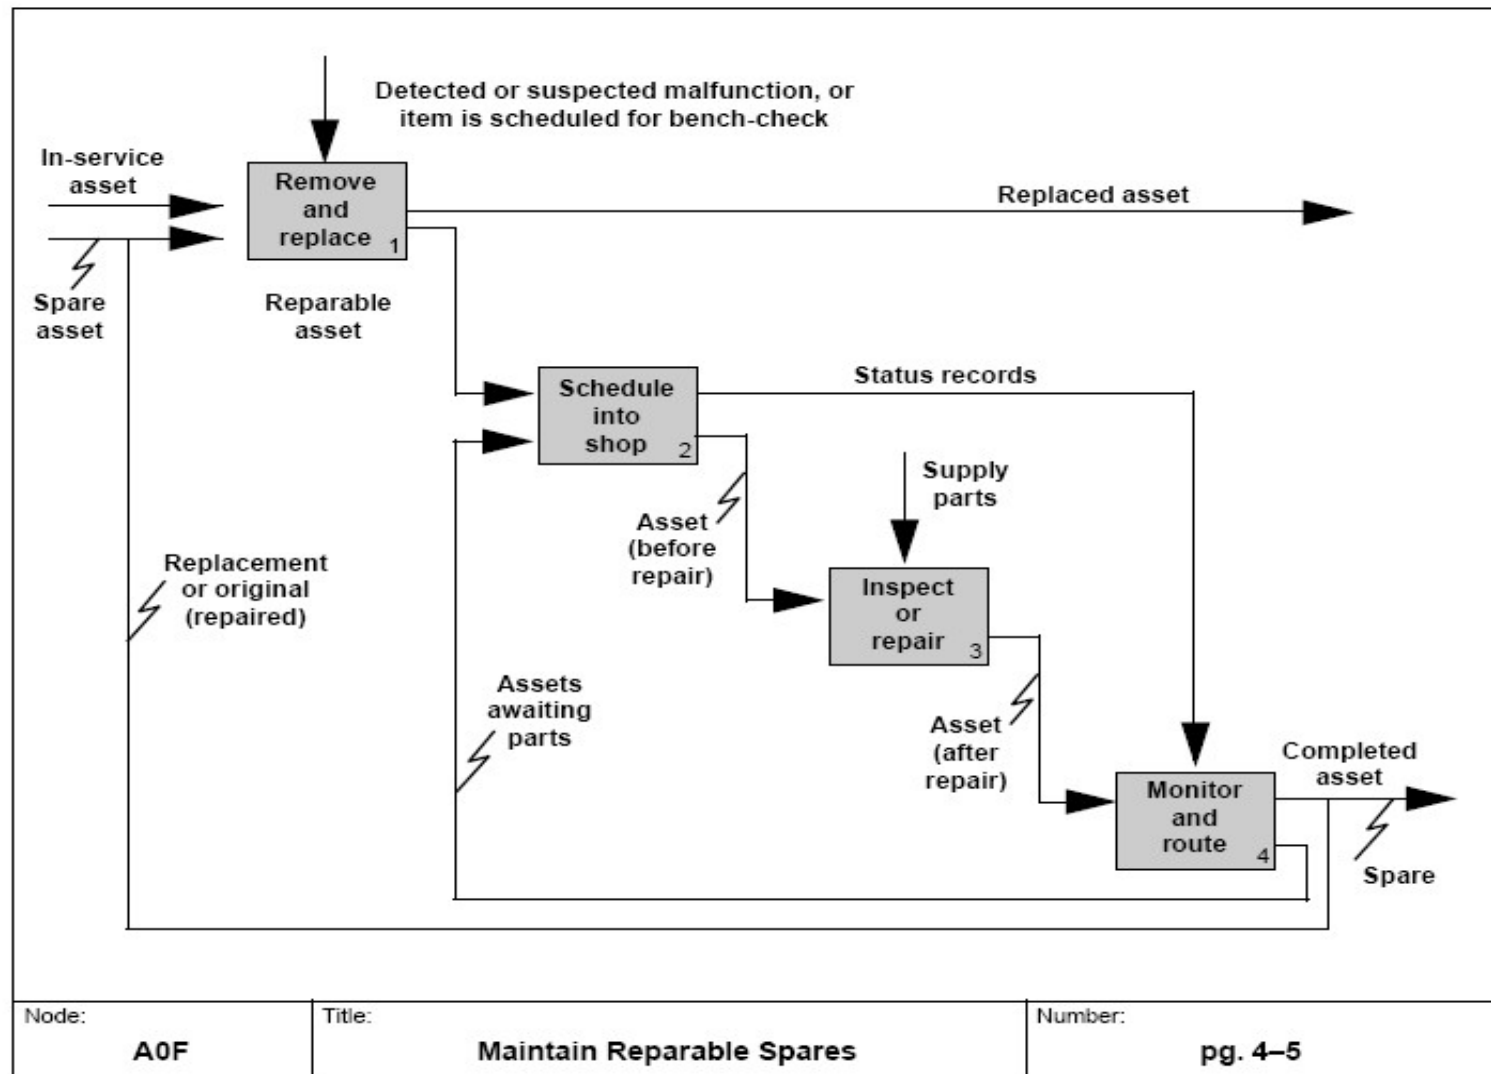 Detected or suspected malfunction, or
item is scheduled for bench-check
In-service
asset
Remove
and
replace 1
Replaced asset
Spare
asset
Reparable
asset
Schedule
into
shop 2
Status records
Supply
parts
Asset
(before
repair)
Replacement
or original
(repaired)
Inspect
or
repair 3
Assets
awaiting
parts
Asset
(after
repair)
Completed
asset
Monitor
and
route 4
Spare
Node:
A0F
Title:
Maintain Reparable Spares
Number:
pg. 4–5